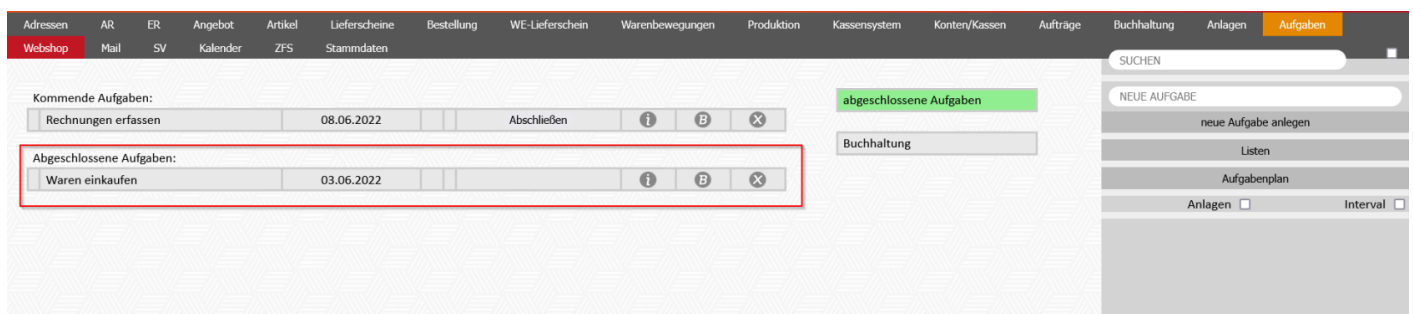 Adressen AR ER Angebot Artikel Lieferscheine Bestellung WE-Lieferschein Warenbewegungen Produktion Kassensystem Konten/Kassen Aufträge Buchhaltung Anlagen Aufgaben
Webshop Mail SV Kalender ZFS Stammdaten
SUCHEN
Kommende Aufgaben:
Rechnungen erfassen 08.06.2022 Abschließen i B X
Abgeschlossene Aufgaben:
Waren einkaufen 03.06.2022 i B X
abgeschlossene Aufgaben
Buchhaltung
NEUE AUFGABE
neue Aufgabe anlegen
Listen
Aufgabenplan
Anlagen Interval